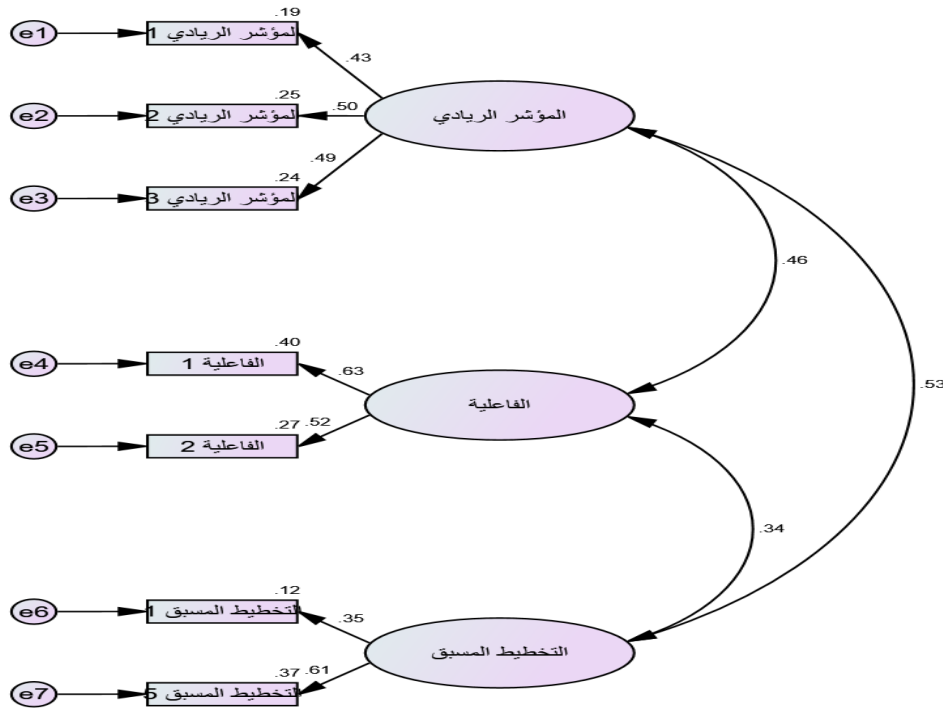 .19
e1
المؤشر الريادي 1
.43
.25
e2
المؤشر الريادي 2
.50
المؤشر الريادي
.49
.24
e3
المؤشر الريادي 3
.46
.40
e4
الفاعلية 1
.63
الفاعلية
.53
.27
.52
e5
الفاعلية 2
.34
.12
e6
التخطيط المسبق 1
.35
التخطيط المسبق
.37
.61
e7
التخطيط المسبق 5